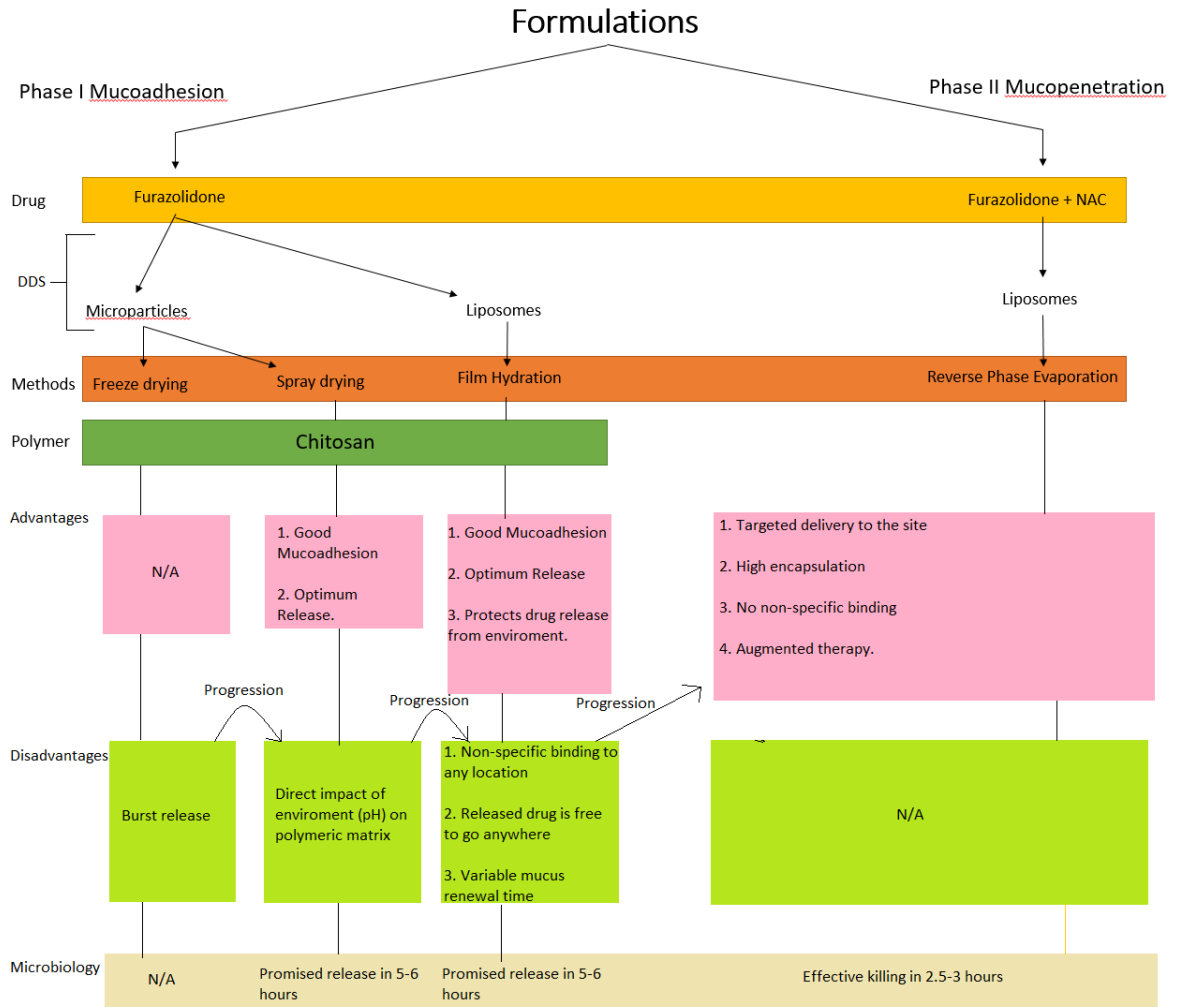 Formulations
Phase I Mucoadhesion
Phase II Mucopenetration
Drug
Furazolidone
Furazolidone + NAC
DDS
Microparticles
Liposomes
Liposomes
Methods
Freeze drying
Spray drying
Film Hydration
Reverse Phase Evaporation
Polymer
Chitosan
Advantages
N/A
1. Good
Mucoadhesion
2. Optimum
Release.
1. Good Mucoadhesion
2. Optimum Release
3. Protects drug release
from enviroment.
1. Targeted delivery to the site
2. High encapsulation
3. No non-specific binding
4. Augmented therapy.
Progression
Progression
Progression
Disadvantages
Burst release
Direct impact of
enviroment (pH) on
polymeric matrix
1. Non-specific binding to
any location
2. Released drug is free
to go anywhere
3. Variable mucus
renewal time
N/A
Microbiology
N/A
Promised release in 5-6
hours
Promised release in 5-6
hours
Effective killing in 2.5-3 hours